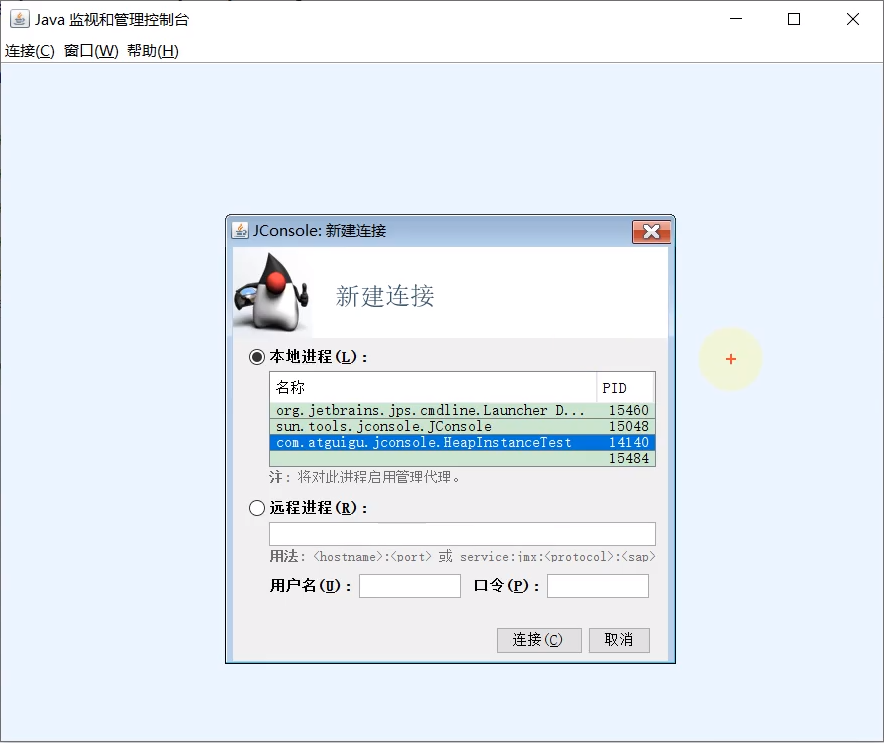 Java 监视和管理控制台
连接(C) 窗口(W) 帮助(H)
JConsole: 新建连接
新建连接
本地进程(L):
名称 PID
org.jetbrains.jps.cmdline.Launcher D... 15460
sun.tools.jconsole.JConsole 15048
com.atguigu.jconsole.HeapInstanceTest 14140
15484
注: 将对此进程启用管理代理。
远程进程(R):
用法: <hostname>:<port> 或 service:jmx:<protocol>:<sap>
用户名(U): 口令(P):
连接(C) 取消